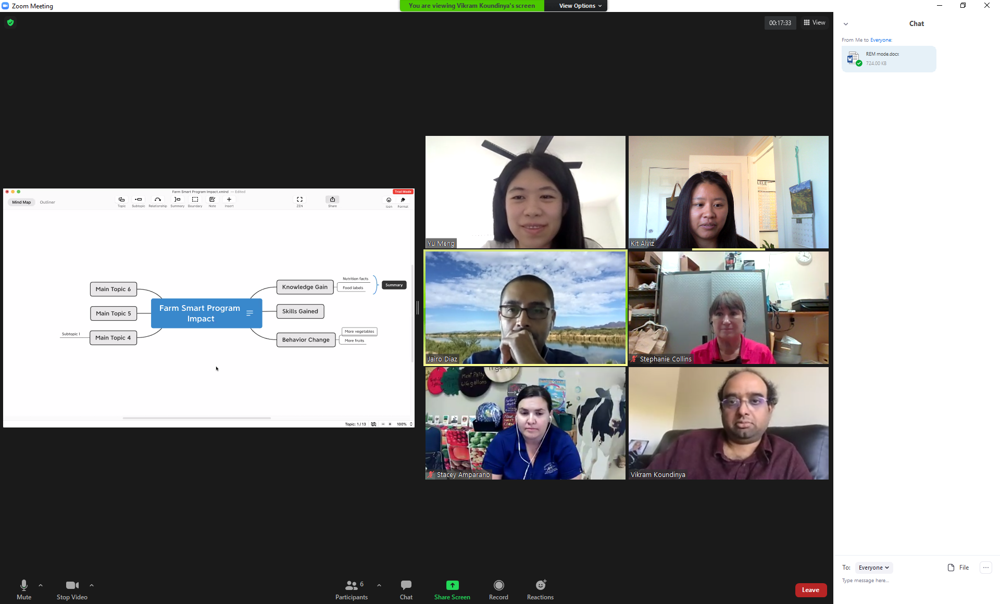 Zoom Meeting
You are viewing Vikram Koundinya's screen
View Options
00:17:33
View
Chat
From Me to Everyone:
REM mode.docx
724.00 KB
Farm Smart Program Impact.xmind — Edited
Trial Mode
Mind Map
Outliner
Topic
Subtopic
Relationship
Summary
Boundary
Note
Insert
ZEN
Share
Icon
Format
Main Topic 6
Main Topic 5
Main Topic 4
Subtopic 1
Farm Smart Program
Impact
Knowledge Gain
Nutrition facts
Food labels
Summary
Skills Gained
Behavior Change
More vegetables
More fruits
Topic: 1 / 13
100%
Yu Meng
LELE
Kit Alviz
Jairo Diaz
Stephanie Collins
11 gallons
Meat Patty
616 gallons
FRESH
SWEET
CORN
Stacey Amparano
Vikram Koundinya
To:
Everyone
File
Type message here...
Mute
Stop Video
6
Participants
Chat
Share Screen
Record
Reactions
Leave